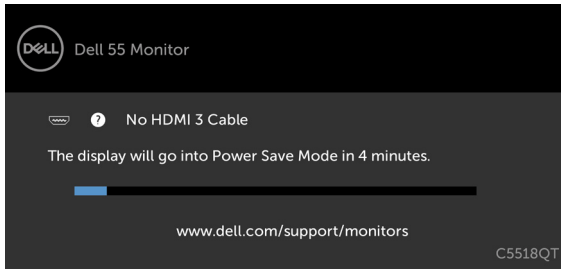 DELL
Dell 55 Monitor
? No HDMI 3 Cable
The display will go into Power Save Mode in 4 minutes.
www.dell.com/support/monitors
C5518QT